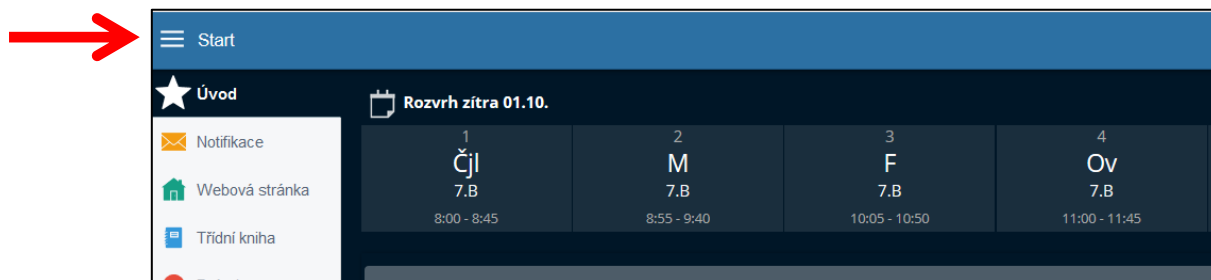 Start
Úvod
Notifikace
Webová stránka
Třídní kniha
Rozvrh zítra 01.10.
1
Čjl
7.B
8:00 - 8:45
2
M
7.B
8:55 - 9:40
3
F
7.B
10:05 - 10:50
4
Ov
7.B
11:00 - 11:45